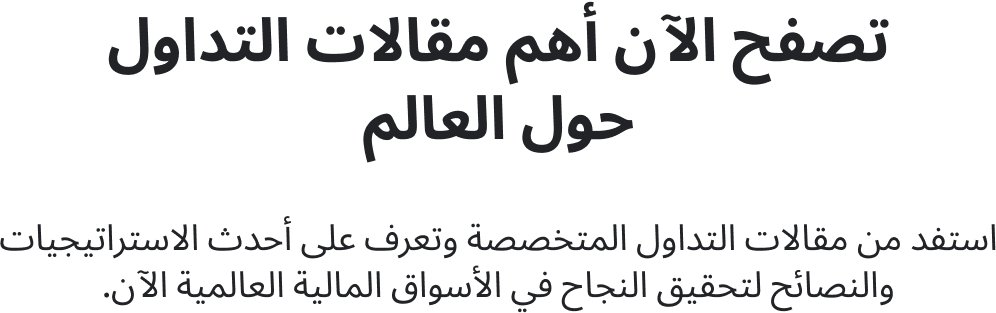 تصفح الآن أهم مقالات التداول
حول العالم
استفد من مقالات التداول المتخصصة وتعرف على أحدث الاستراتيجيات
والنصائح لتحقيق النجاح في الأسواق المالية العالمية الآن.